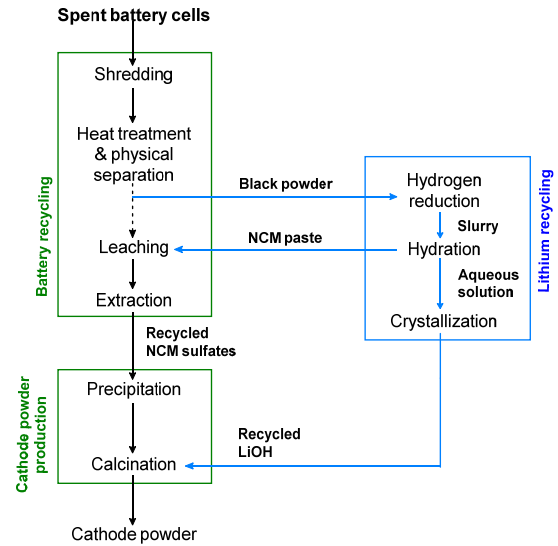 Spent battery cells
Shredding
Heat treatment
& physical
separation
Black powder
Hydrogen
reduction
Slurry
Leaching
NCM paste
Hydration
Aqueous
solution
Extraction
Crystallization
Battery recycling
Lithium recycling
Recycled
NCM sulfates
Precipitation
Recycled
LiOH
Calcination
Cathode powder
production
Cathode powder